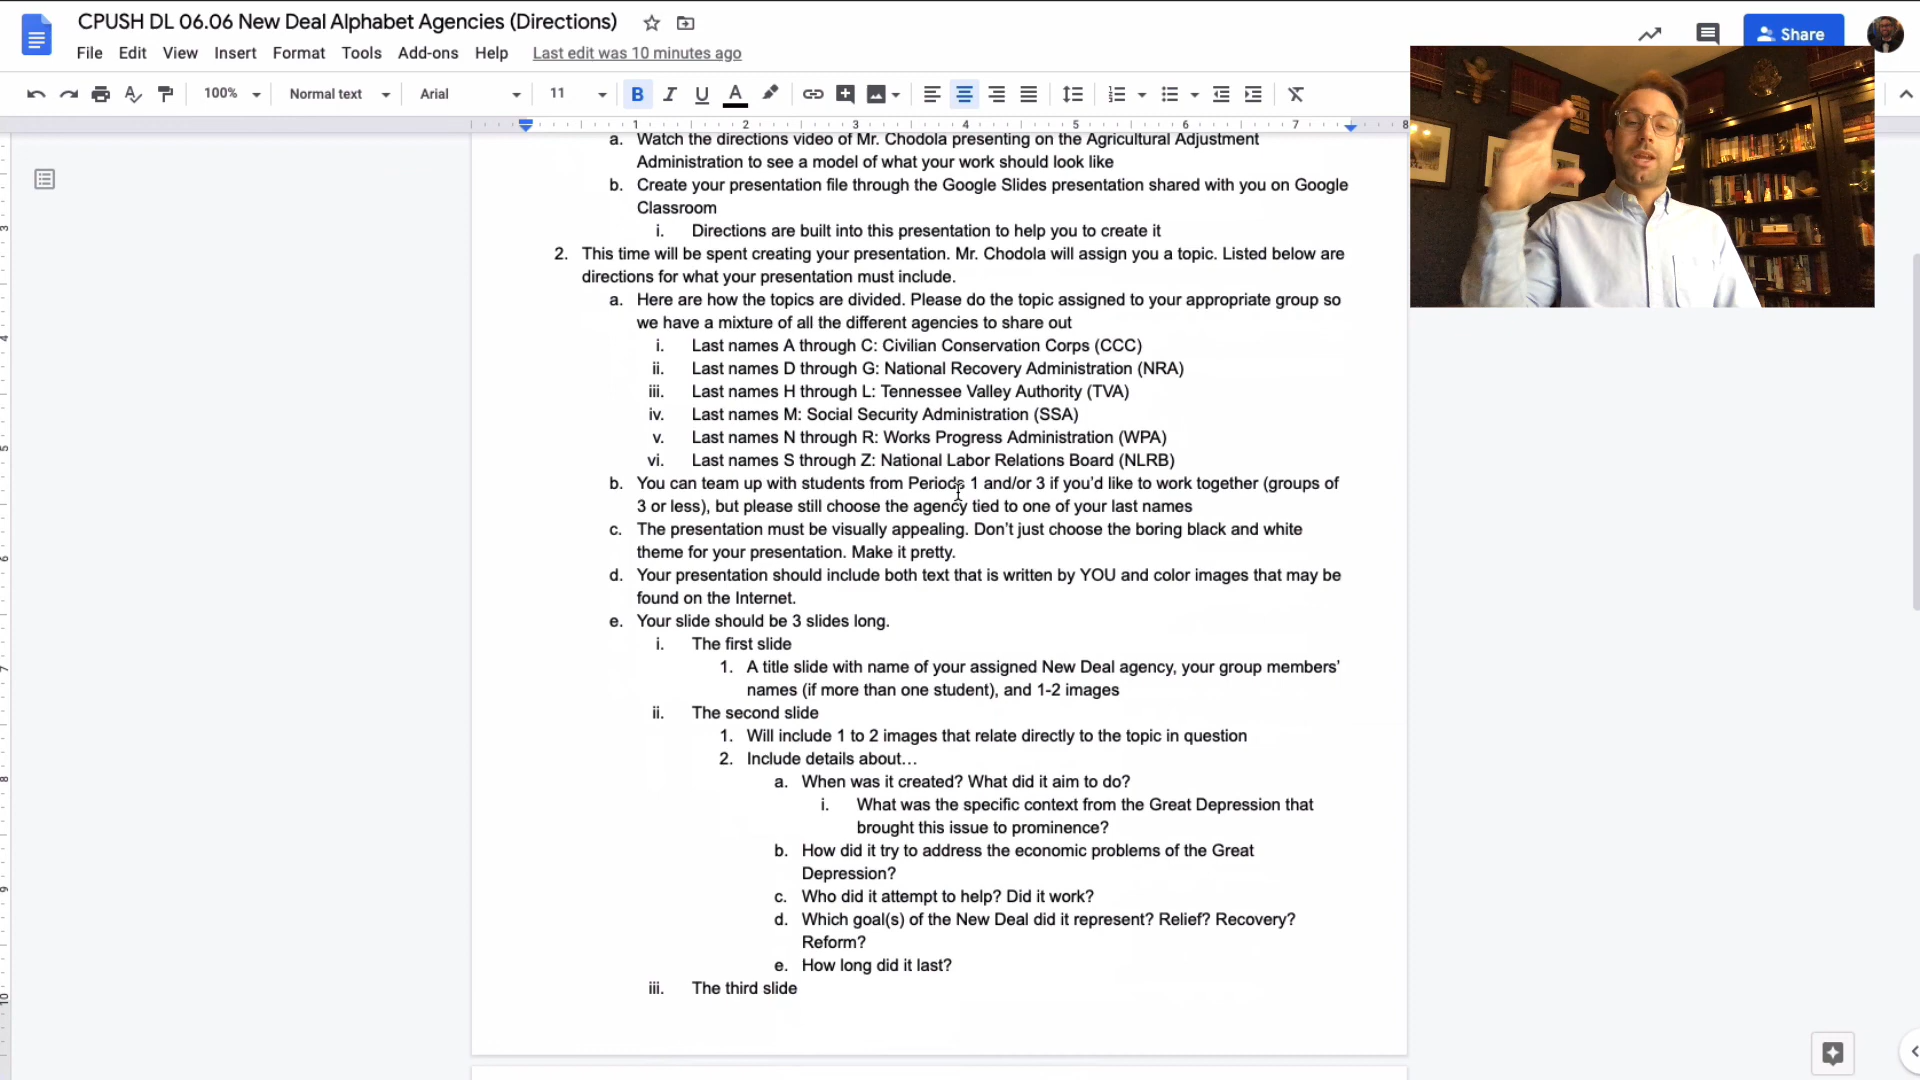 CPUSH DL 06.06 New Deal Alphabet Agencies (Directions)
File Edit View Insert Format Tools Add-ons Help Last edit was 10 minutes ago
Share
100% Normal text Arial 11
1 2 3 4 5 6 7 8
a. Watch the directions video of Mr. Chodola presenting on the Agricultural Adjustment
Administration to see a model of what your work should look like
b. Create your presentation file through the Google Slides presentation shared with you on Google
Classroom
i. Directions are built into this presentation to help you to create it
2. This time will be spent creating your presentation. Mr. Chodola will assign you a topic. Listed below are
directions for what your presentation must include.
a. Here are how the topics are divided. Please do the topic assigned to your appropriate group so
we have a mixture of all the different agencies to share out
i. Last names A through C: Civilian Conservation Corps (CCC)
ii. Last names D through G: National Recovery Administration (NRA)
iii. Last names H through L: Tennessee Valley Authority (TVA)
iv. Last names M: Social Security Administration (SSA)
v. Last names N through R: Works Progress Administration (WPA)
vi. Last names S through Z: National Labor Relations Board (NLRB)
b. You can team up with students from Periods 1 and/or 3 if you'd like to work together (groups of
3 or less), but please still choose the agency tied to one of your last names
c. The presentation must be visually appealing. Don't just choose the boring black and white
theme for your presentation. Make it pretty.
d. Your presentation should include both text that is written by YOU and color images that may be
found on the Internet.
e. Your slide should be 3 slides long.
i. The first slide
1. A title slide with name of your assigned New Deal agency, your group members'
names (if more than one student), and 1-2 images
ii. The second slide
1. Will include 1 to 2 images that relate directly to the topic in question
2. Include details about…
a. When was it created? What did it aim to do?
i. What was the specific context from the Great Depression that
brought this issue to prominence?
b. How did it try to address the economic problems of the Great
Depression?
c. Who did it attempt to help? Did it work?
d. Which goal(s) of the New Deal did it represent? Relief? Recovery?
Reform?
e. How long did it last?
iii. The third slide